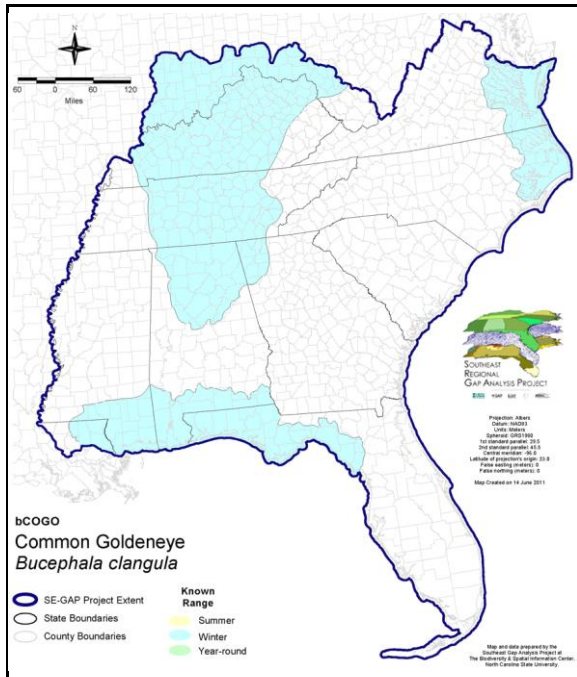 N
60 0 60 120
Miles
SOUTHEAST
REGIONAL
GAP ANALYSIS PROJECT
Projection: Albers
Datum: NAD83
Units: Meters
Spheroid: GRS1980
1st standard parallel: 29.5
2nd standard parallel: 45.5
Central meridian: -96.0
Latitude of projection's origin: 23.0
False easting (meters): 0
False northing (meters): 0
Map Created on 14 June 2011
bCOGO
Common Goldeneye
Bucephala clangula
SE-GAP Project Extent
State Boundaries
County Boundaries
Known
Range
Summer
Winter
Year-round
Map and data prepared by the
Southeast Gap Analysis Project at
The Biodiversity & Spatial Information Center,
North Carolina State University.